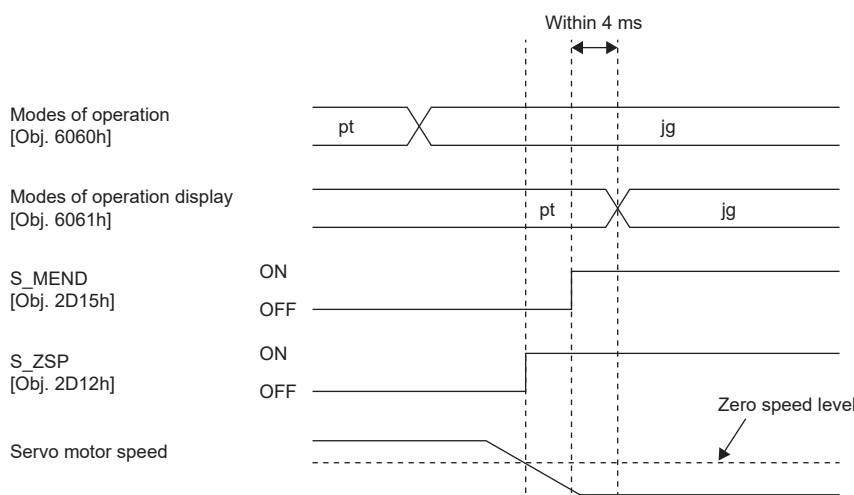 Within 4 ms
Modes of operation
[Obj. 6060h]
pt
jg
Modes of operation display
[Obj. 6061h]
pt
jg
S_MEND
[Obj. 2D15h]
ON
OFF
S_ZSP
[Obj. 2D12h]
ON
OFF
Zero speed level
Servo motor speed